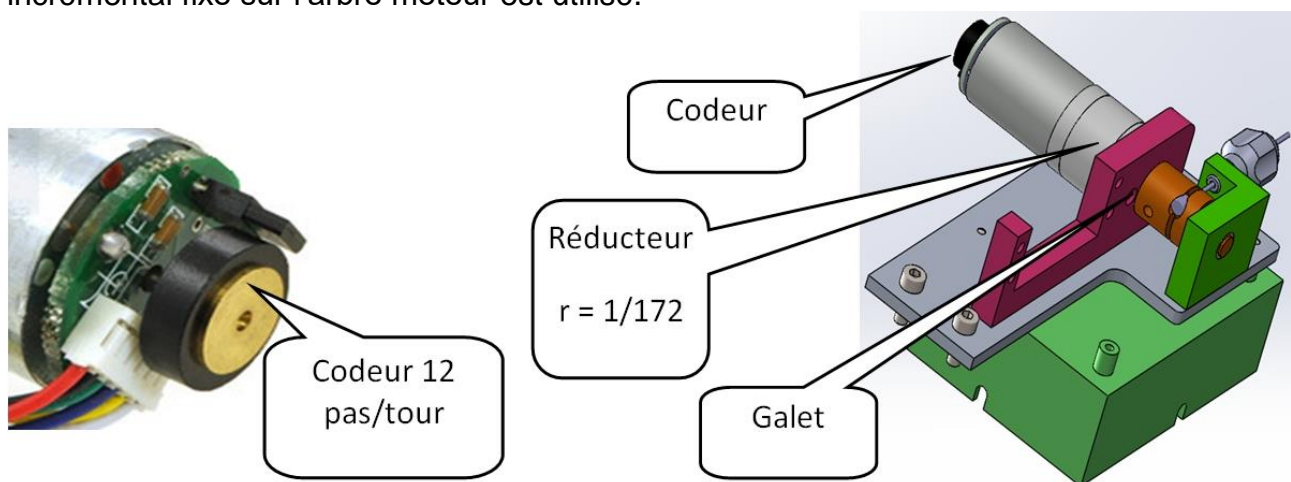 incrémental fixé sur l'arbre moteur est utilisé.
Codeur
Réducteur
r = 1/172
Codeur 12
pas/tour
Galet